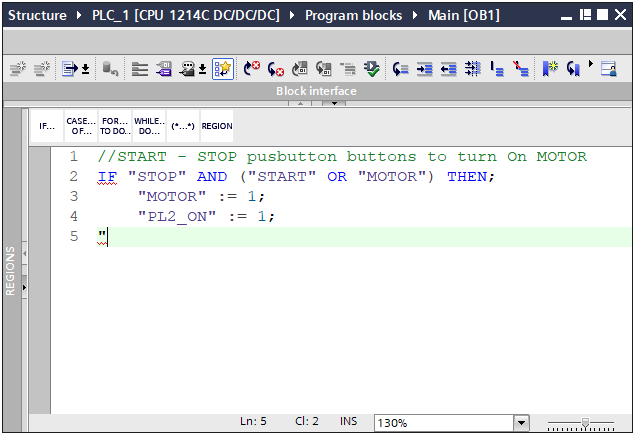 Structure PLC_1 [CPU 1214C DC/DC/DC] Program blocks Main [OB1]
Block interface
IF... CASE... OF... FOR... TO DO.. WHILE.. DO... (*...*) REGION
1 //START - STOP pusbutton buttons to turn On MOTOR
2 IF "STOP" AND ("START" OR "MOTOR") THEN;
3 "MOTOR" := 1;
4 "PL2_ON" := 1;
5 "
REGIONS
Ln: 5 Cl: 2 INS 130%